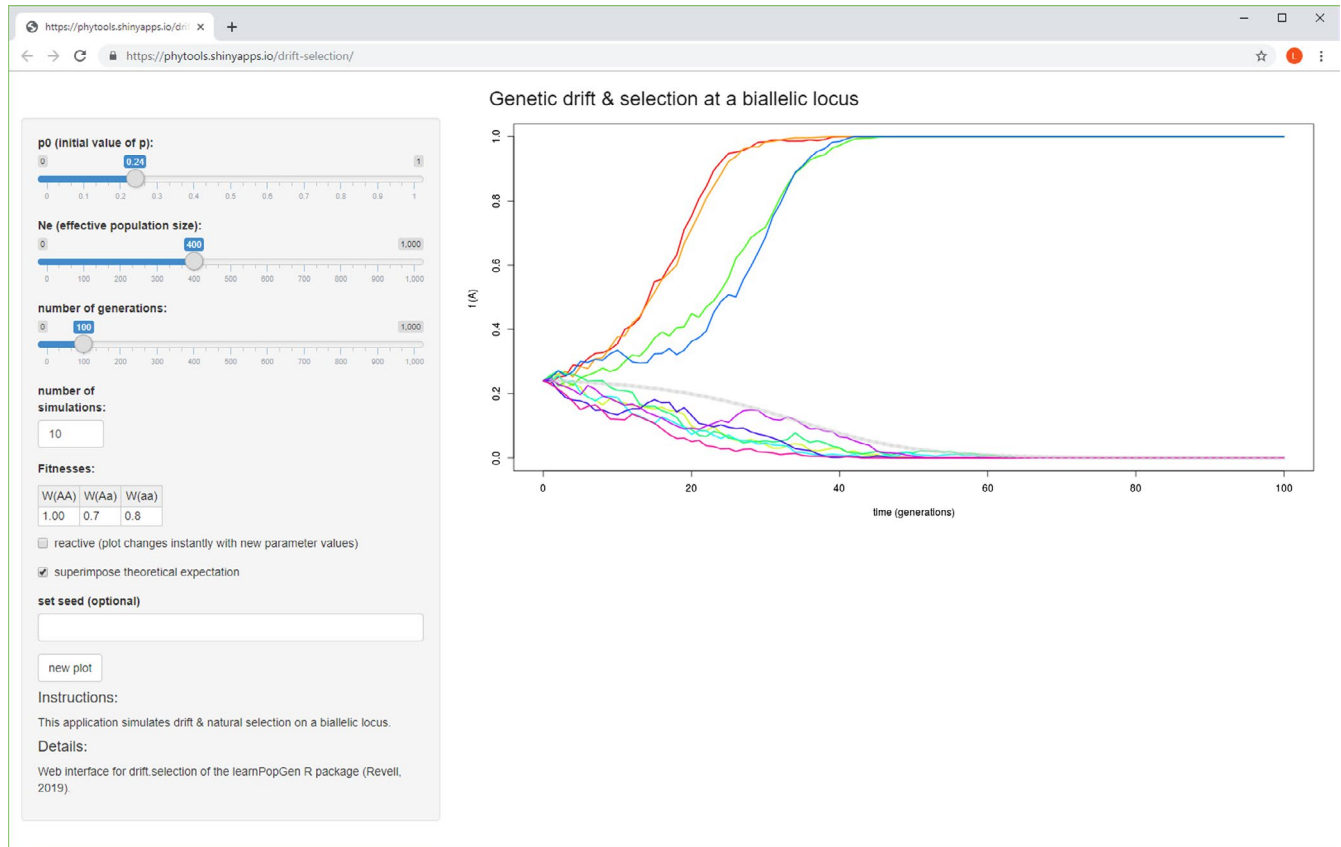 https://phytools.shinyapps.io/dri
https://phytools.shinyapps.io/drift-selection/
L
Genetic drift & selection at a biallelic locus
p0 (initial value of p):
0 0.24 1
0 0.1 0.2 0.3 0.4 0.5 0.6 0.7 0.8 0.9 1
Ne (effective population size):
0 400 1,000
0 100 200 300 400 500 600 700 800 900 1,000
number of generations:
0 100 1,000
0 100 200 300 400 500 600 700 800 900 1,000
number of
simulations:
10
Fitnesses:
W(AA) W(Aa) W(aa)
1.00 0.7 0.8
reactive (plot changes instantly with new parameter values)
superimpose theoretical expectation
set seed (optional)
new plot
Instructions:
This application simulates drift & natural selection on a biallelic locus.
Details:
Web interface for drift.selection of the learnPopGen R package (Revell,
2019).
f (A)
1.0
0.8
0.6
0.4
0.2
0.0
0 20 40 60 80 100
time (generations)